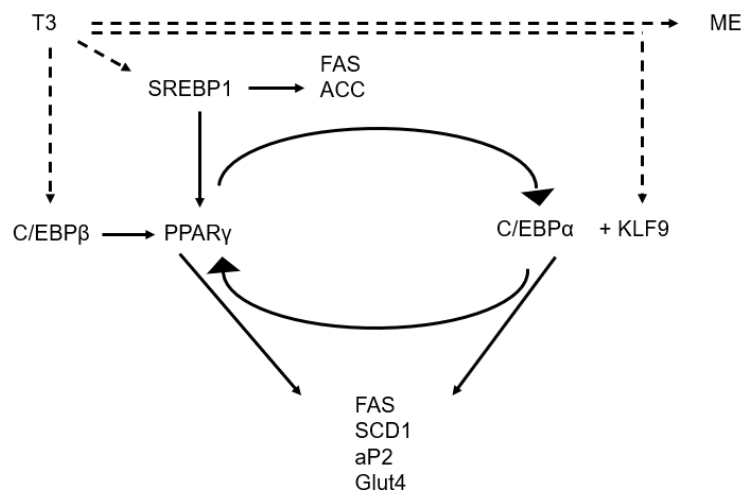 T3
ME
FAS
SREBP1
ACC
C/EBPβ
PPARγ
C/EBPα + KLF9
FAS
SCD1
aP2
Glut4